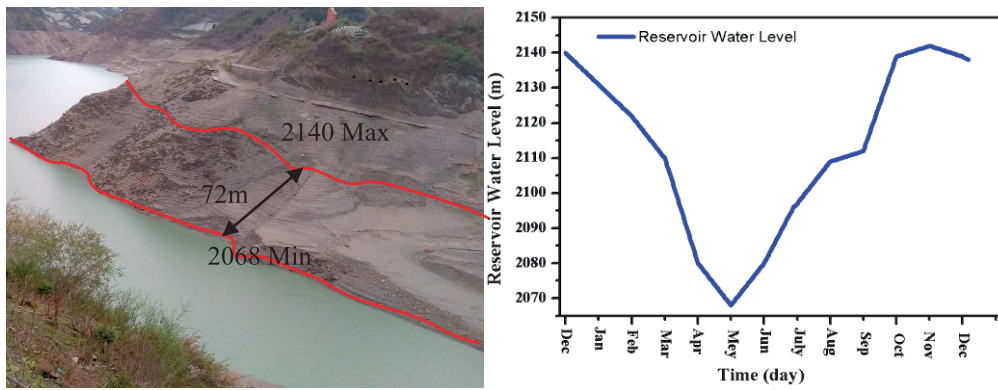 2140 Max
72m
2068 Min
Reservoir Water Level
Reservoir Water Level (m)
2140
2130
2120
2110
2100
2090
2080
2070
Dec
Jan
Feb
Mar
Apr
Mey
Jun
July
Aug
Sep
Oct
Nov
Dec
Time (day)